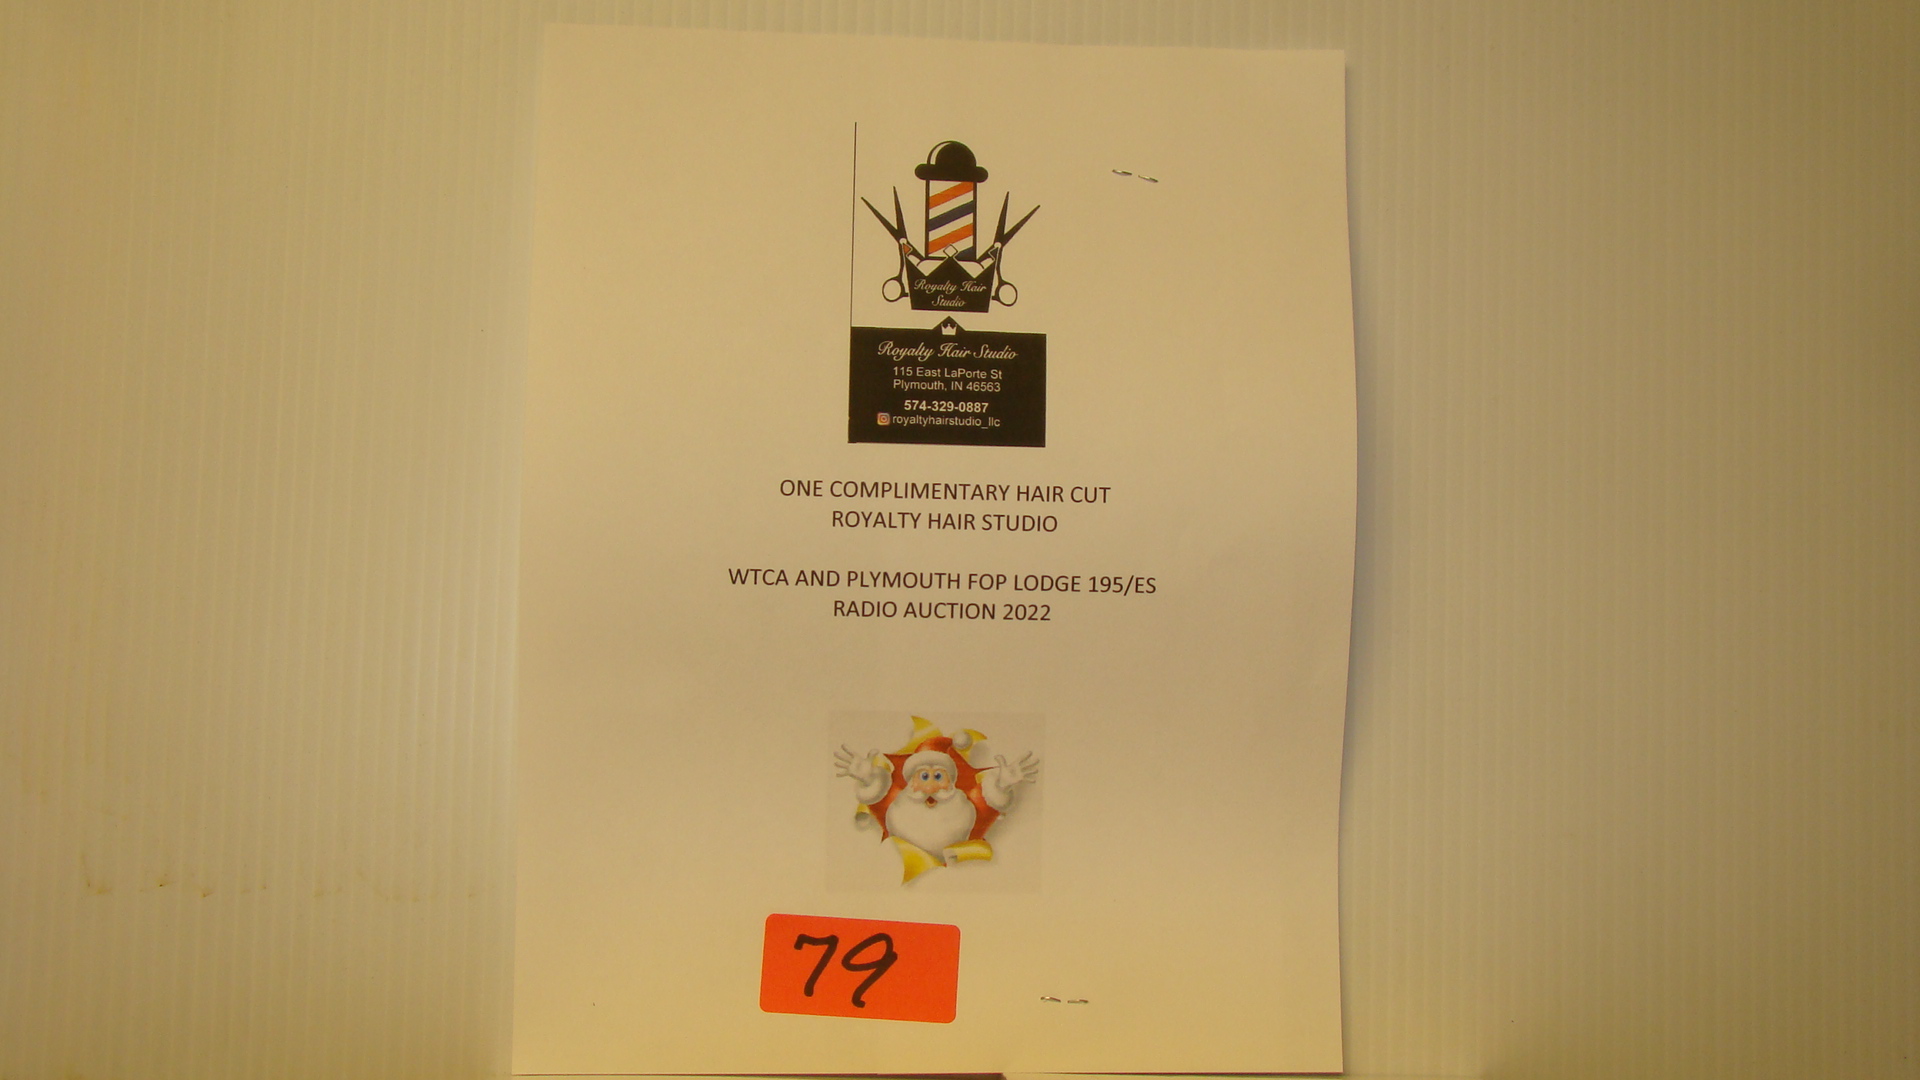 Royalty Hair
Studio
Royalty Hair Studio
115 East LaPorte St
Plymouth, IN 46563
574-329-0887
royaltyhairstudio_llc
ONE COMPLIMENTARY HAIR CUT
ROYALTY HAIR STUDIO
WTCA AND PLYMOUTH FOP LODGE 195/ES
RADIO AUCTION 2022
79